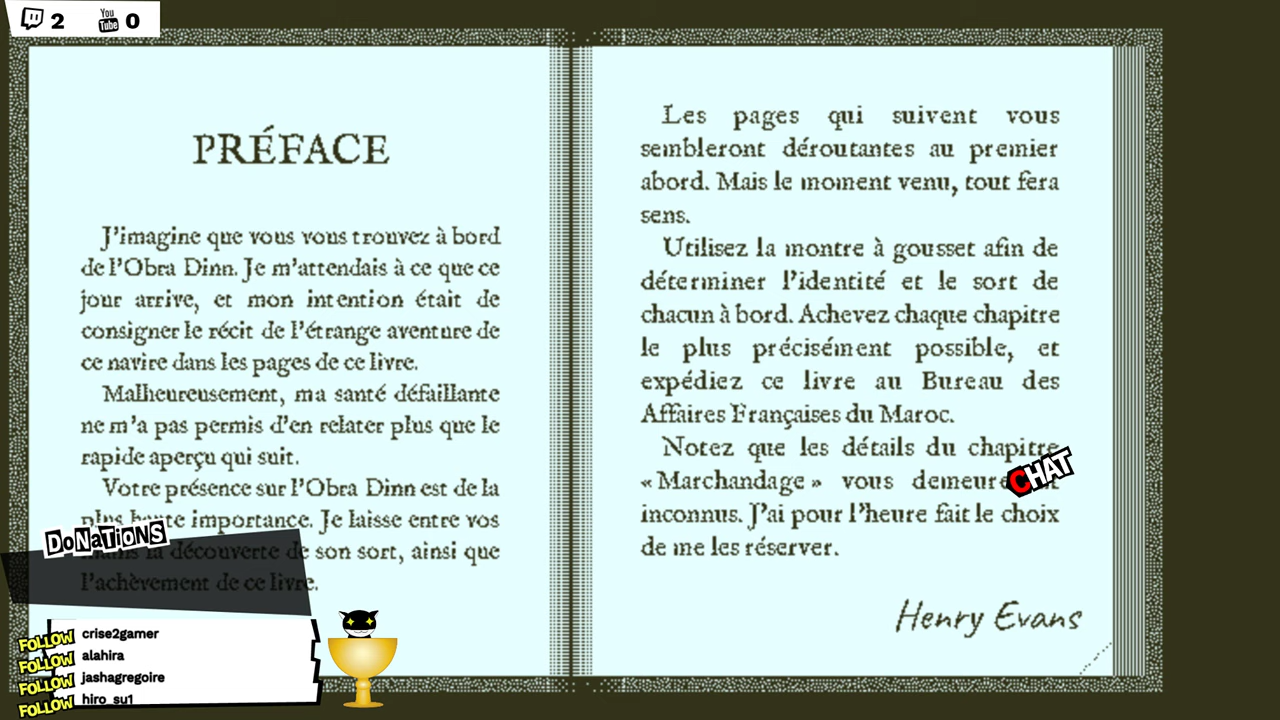 2
You Tube 0
PRÉFACE
J'imagine que vous vous trouvez à bord
de l'Obra Dinn. Je m'attendais à ce que ce
jour arrive, et mon intention était de
consigner le récit de l'étrange aventure de
ce navire dans les pages de ce livre.
Malheureusement, ma santé défaillante
ne m'a pas permis d'en relater plus que le
rapide aperçu qui suit.
Votre présence sur l'Obra Dinn est de la
plus haute importance. Je laisse entre vos
mains la découverte de son sort, ainsi que
l'achèvement de ce livre.
Les pages qui suivent vous
sembleront déroutantes au premier
abord. Mais le moment venu, tout fera
sens.
Utilisez la montre à gousset afin de
déterminer l'identité et le sort de
chacun à bord. Achevez chaque chapitre
le plus précisément possible, et
expédiez ce livre au Bureau des
Affaires Françaises du Maroc.
Notez que les détails du chapitre
« Marchandage » vous
inconnus. J'ai pour l'heure fait le choix
de me les réserver.
Henry Evans
CHAT
DoNaTiONS
FOLLOW crise2gamer
FOLLOW alahira
FOLLOW jashagregoire
FOLLOW hiro_su1